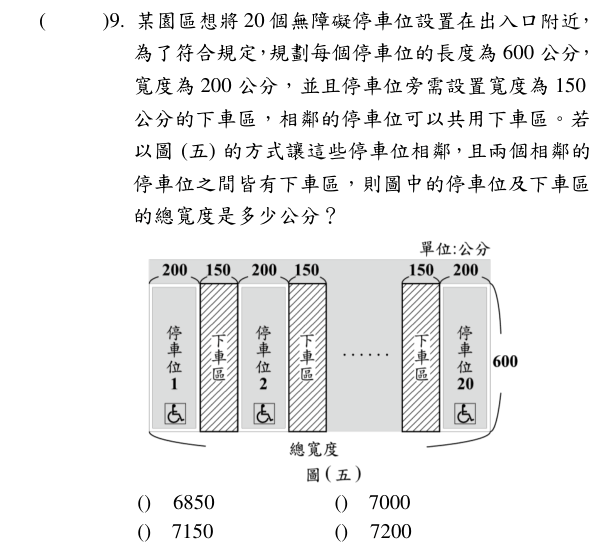 (　　)9. 某園區想將 20 個無障礙停車位設置在出入口附近，
為了符合規定，規劃每個停車位的長度為 600 公分，
寬度為 200 公分，並且停車位旁需設置寬度為 150
公分的下車區，相鄰的停車位可以共用下車區。若
以圖 (五) 的方式讓這些停車位相鄰，且兩個相鄰的
停車位之間皆有下車區，則圖中的停車位及下車區
的總寬度是多少公分？
單位:公分
200 150 200 150 150 200
停車位1 下車區 停車位2 下車區 …… 下車區 停車位20
600
總寬度
圖(五)
() 6850 () 7000
() 7150 () 7200